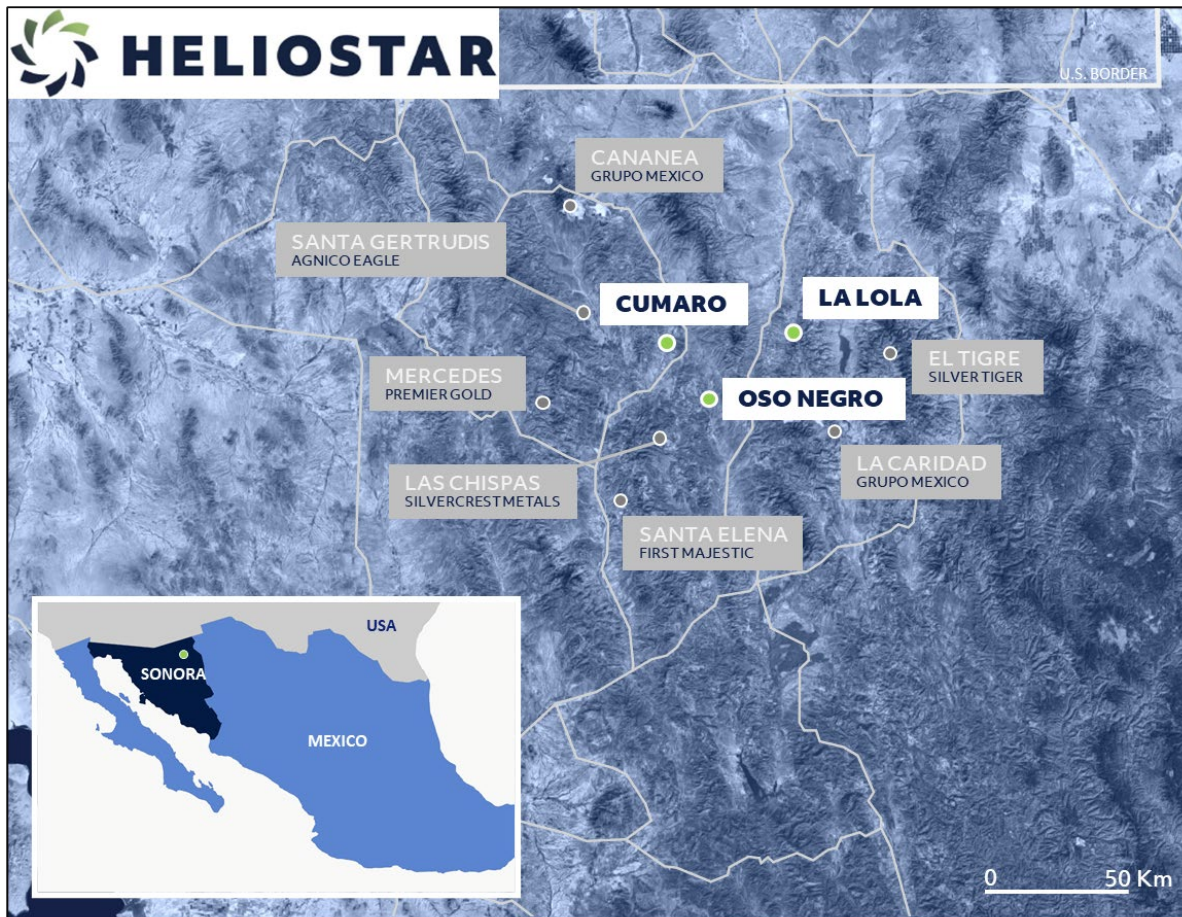 HELIOSTAR
U.S. BORDER
CANANEA
GRUPO MEXICO
SANTA GERTRUDIS
AGNICO EAGLE
CUMARO
LA LOLA
EL TIGRE
SILVER TIGER
MERCEDES
PREMIER GOLD
OSO NEGRO
LA CARIDAD
GRUPO MEXICO
LAS CHISPAS
SILVERCREST METALS
SANTA ELENA
FIRST MAJESTIC
USA
SONORA
MEXICO
0 50 Km